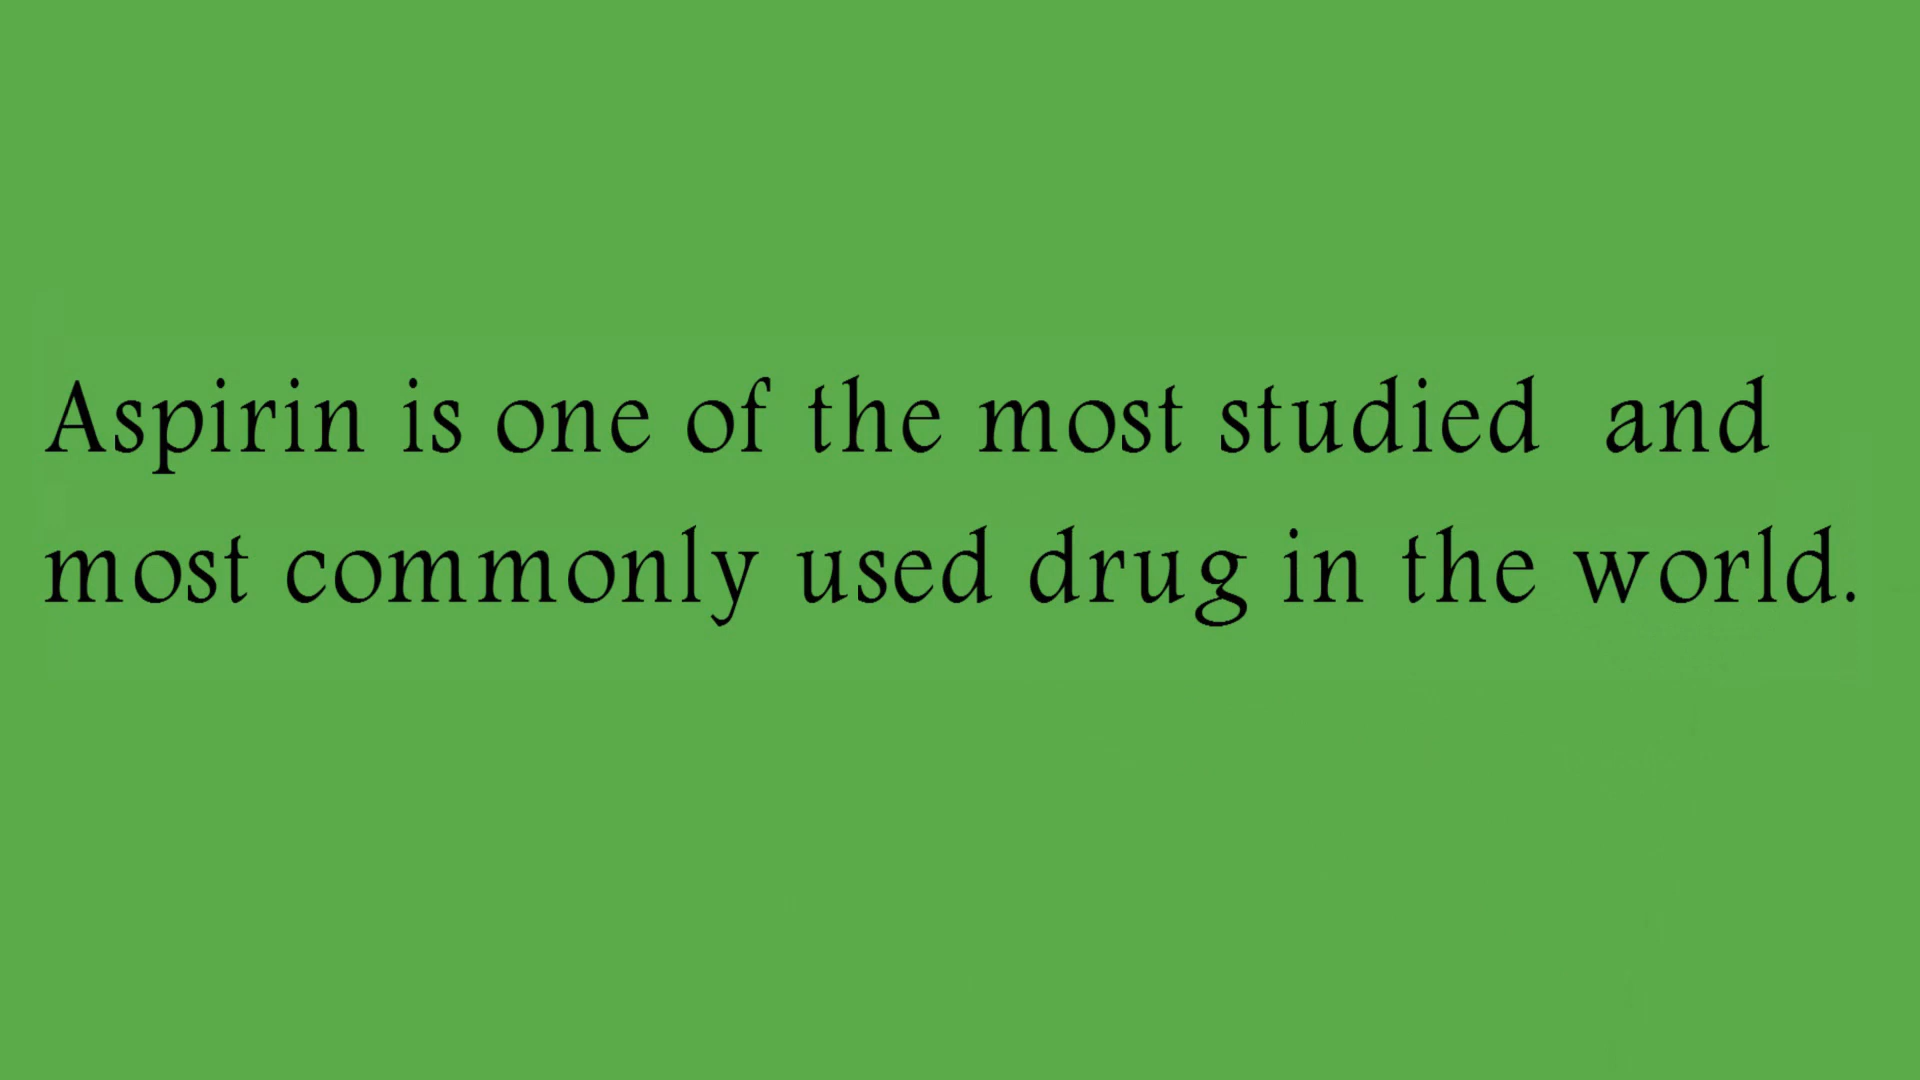 Aspirin is one of the most studied  and
most commonly used drug in the world.